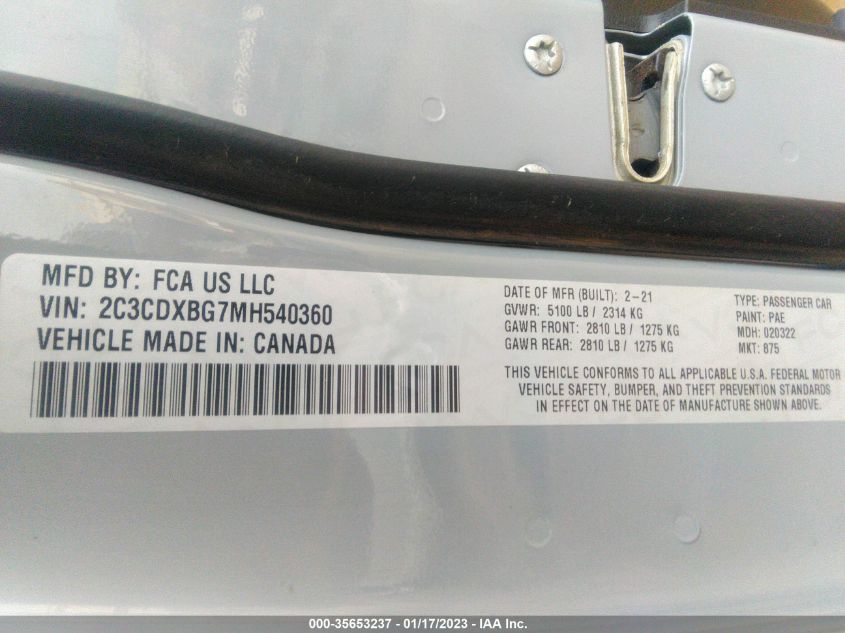 MFD BY: FCA US LLC
VIN: 2C3CDXBG7MH540360
VEHICLE MADE IN: CANADA
DATE OF MFR (BUILT): 2-21
GVWR: 5100 LB / 2314 KG
GAWR FRONT: 2810 LB / 1275 KG
GAWR REAR: 2810 LB / 1275 KG
TYPE: PASSENGER CAR
PAINT: PAE
MDH: 020322
MKT: 875
THIS VEHICLE CONFORMS TO ALL APPLICABLE U.S.A. FEDERAL MOTOR
VEHICLE SAFETY, BUMPER, AND THEFT PREVENTION STANDARDS
IN EFFECT ON THE DATE OF MANUFACTURE SHOWN ABOVE.
000-35653237 - 01/17/2023 - IAA Inc.